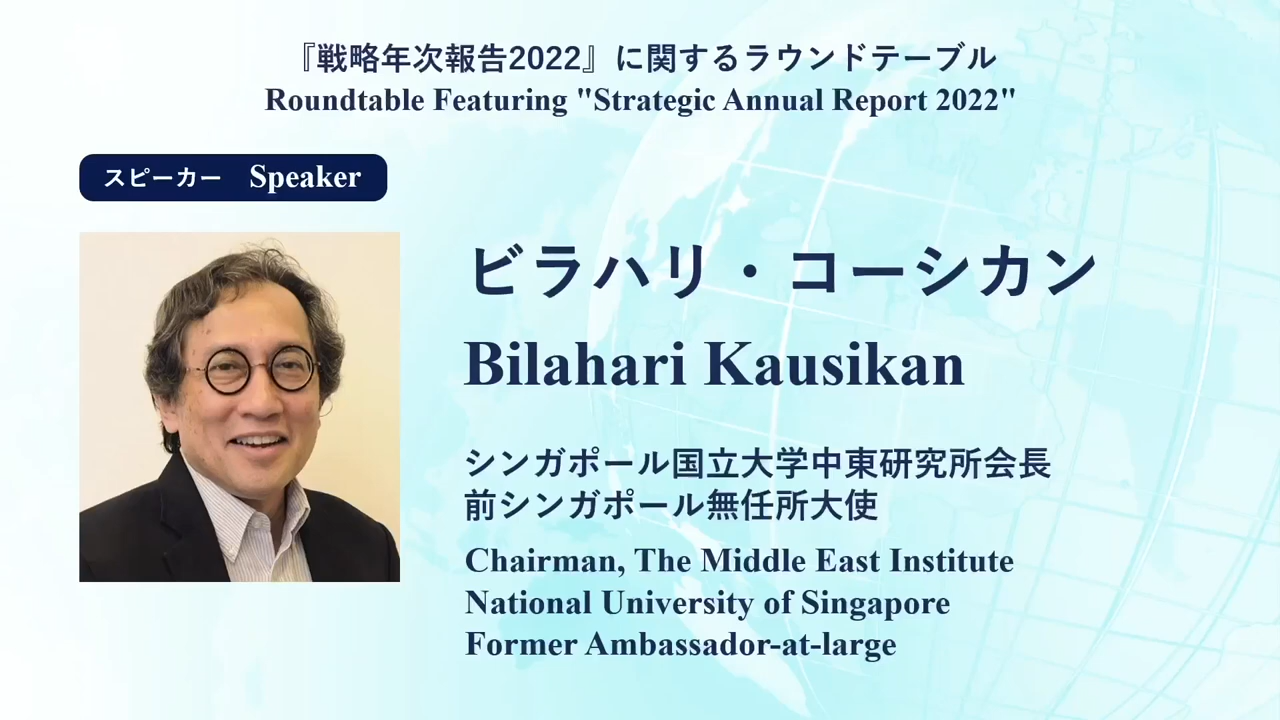 『戦略年次報告2022』に関するラウンドテーブル
Roundtable Featuring "Strategic Annual Report 2022"
スピーカー Speaker
ビラハリ・コーシカン
Bilahari Kausikan
シンガポール国立大学中東研究所会長
前シンガポール無任所大使
Chairman, The Middle East Institute
National University of Singapore
Former Ambassador-at-large